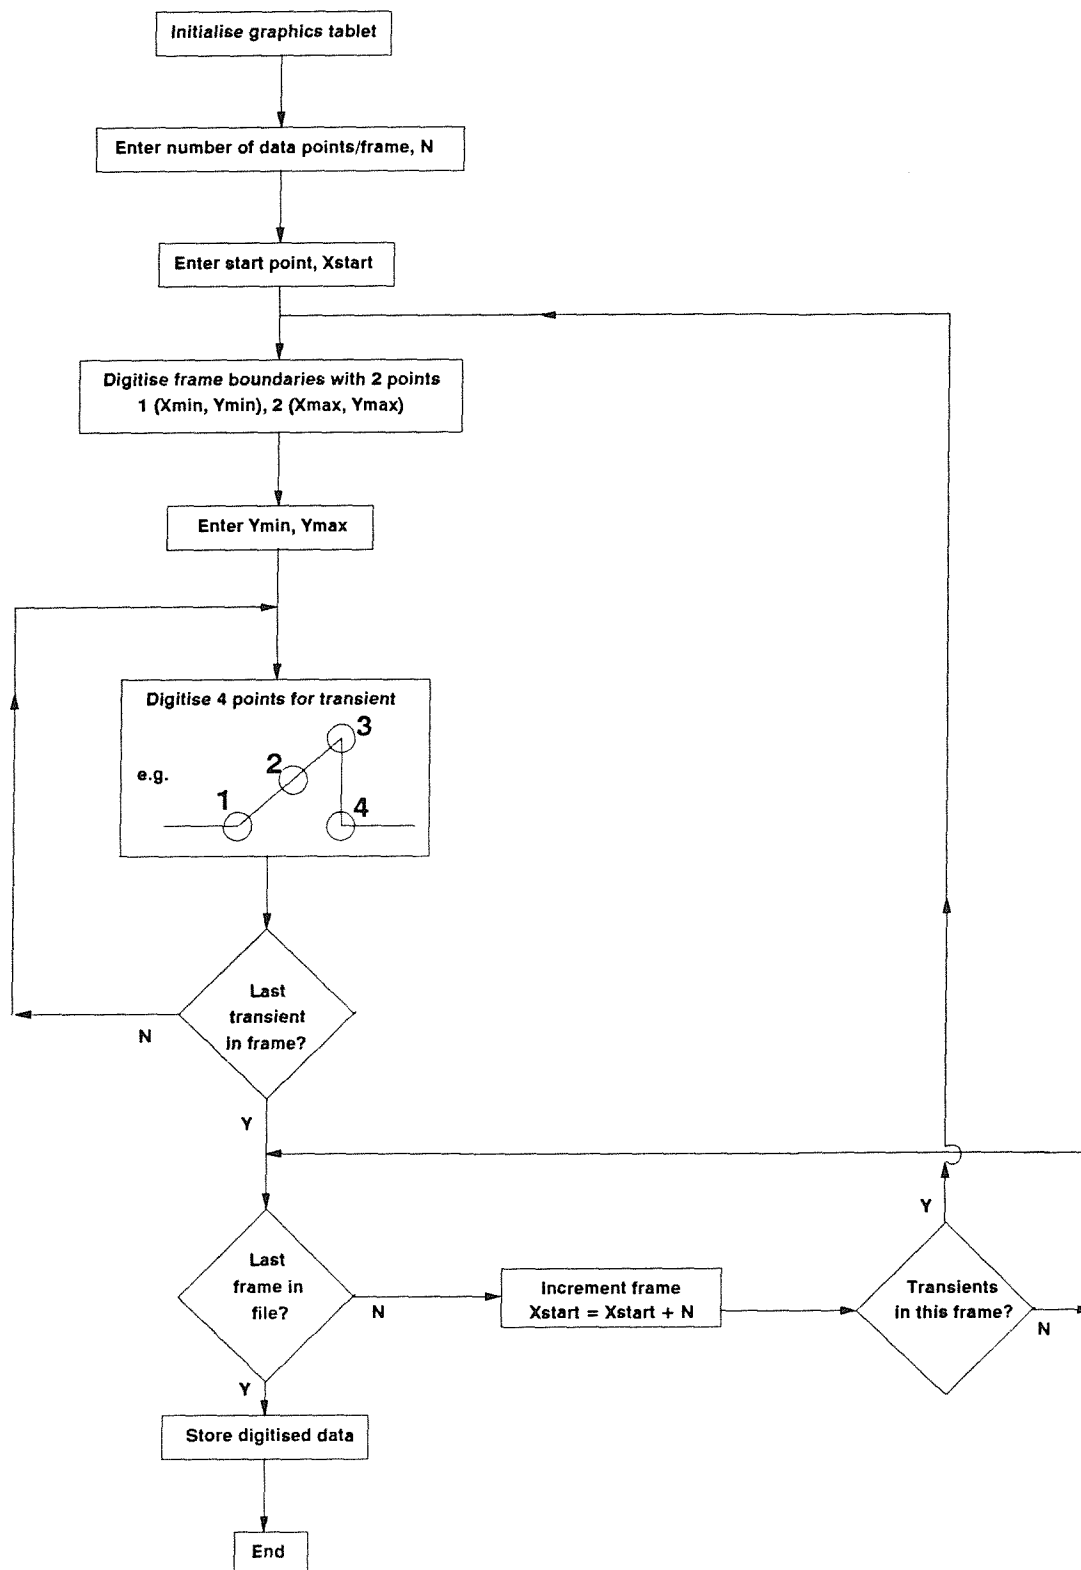 Initialise graphics tablet
Enter number of data points/frame, N
Enter start point, Xstart
Digitise frame boundaries with 2 points
1 (Xmin, Ymin), 2 (Xmax, Ymax)
Enter Ymin, Ymax
Digitise 4 points for transient
3
2
e.g.
1
4
Last
transient
in frame?
N
Y
Last
frame in
file?
N
Increment frame
Xstart = Xstart + N
Y
Transients
in this frame?
N
Y
Store digitised data
End